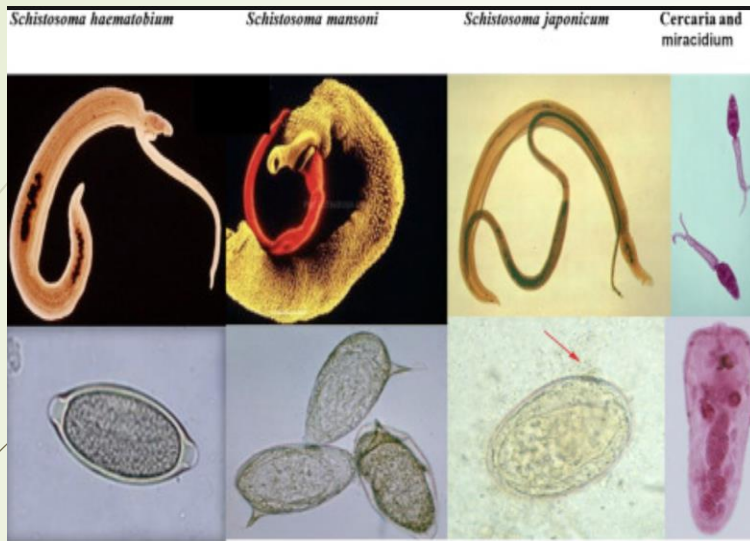 Schistosoma haematobium
Schistosoma mansoni
Schistosoma japonicum
Cercaria and
miracidium